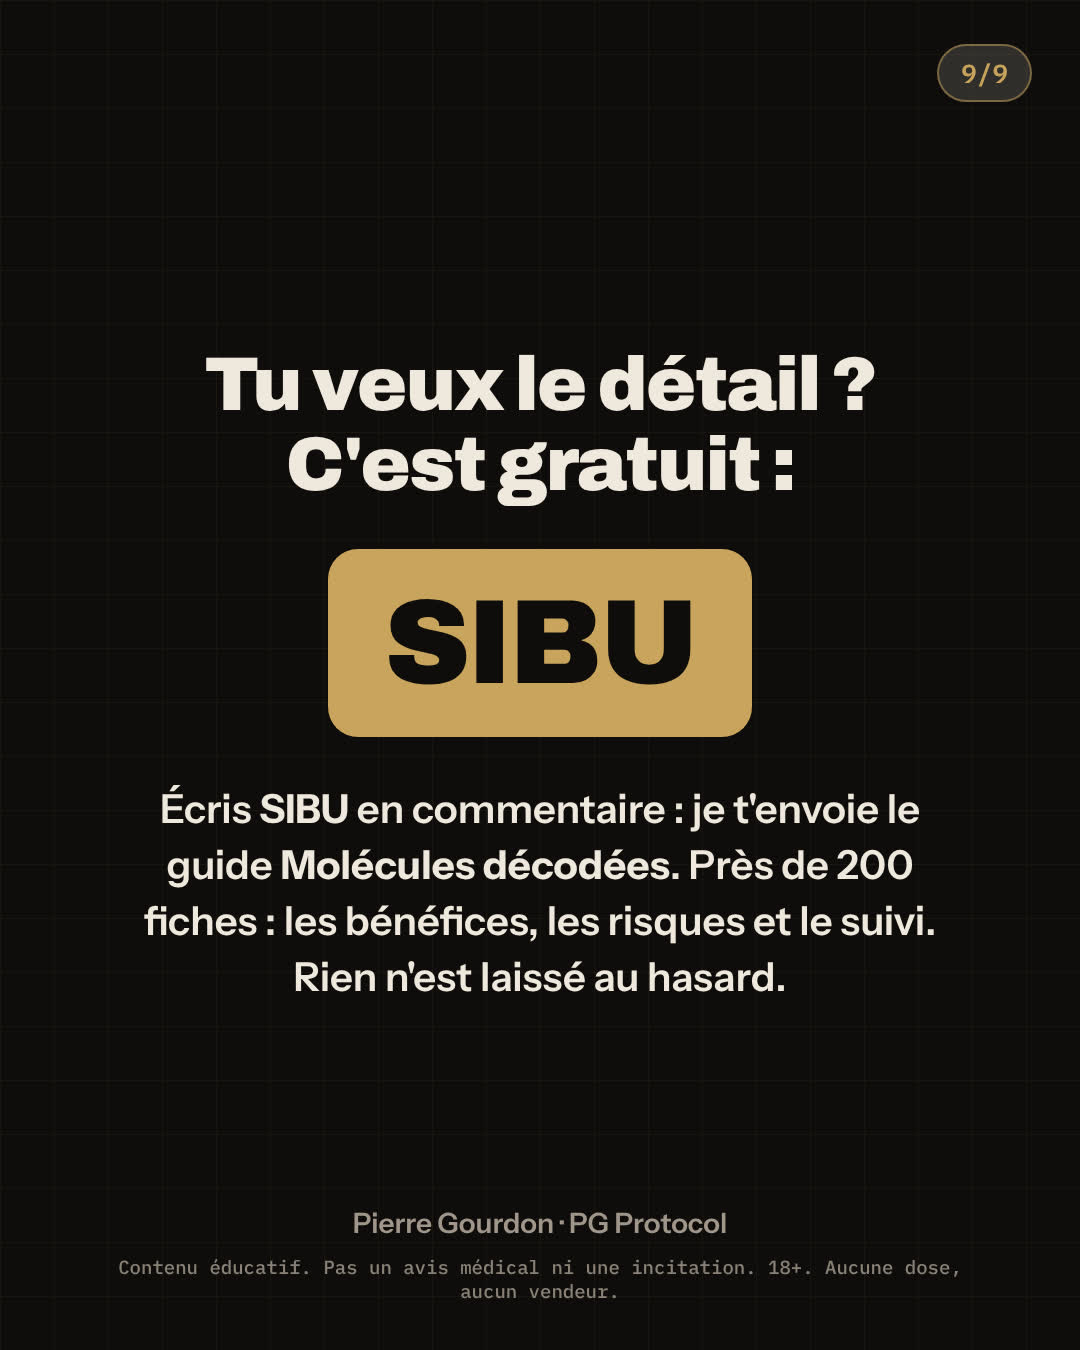 9/9
Tu veux le détail ?
C'est gratuit :
SIBU
Écris SIBU en commentaire : je t'envoie le
guide Molécules décodées. Près de 200
fiches : les bénéfices, les risques et le suivi.
Rien n'est laissé au hasard.
Pierre Gourdon · PG Protocol
Contenu éducatif. Pas un avis médical ni une incitation. 18+. Aucune dose,
aucun vendeur.